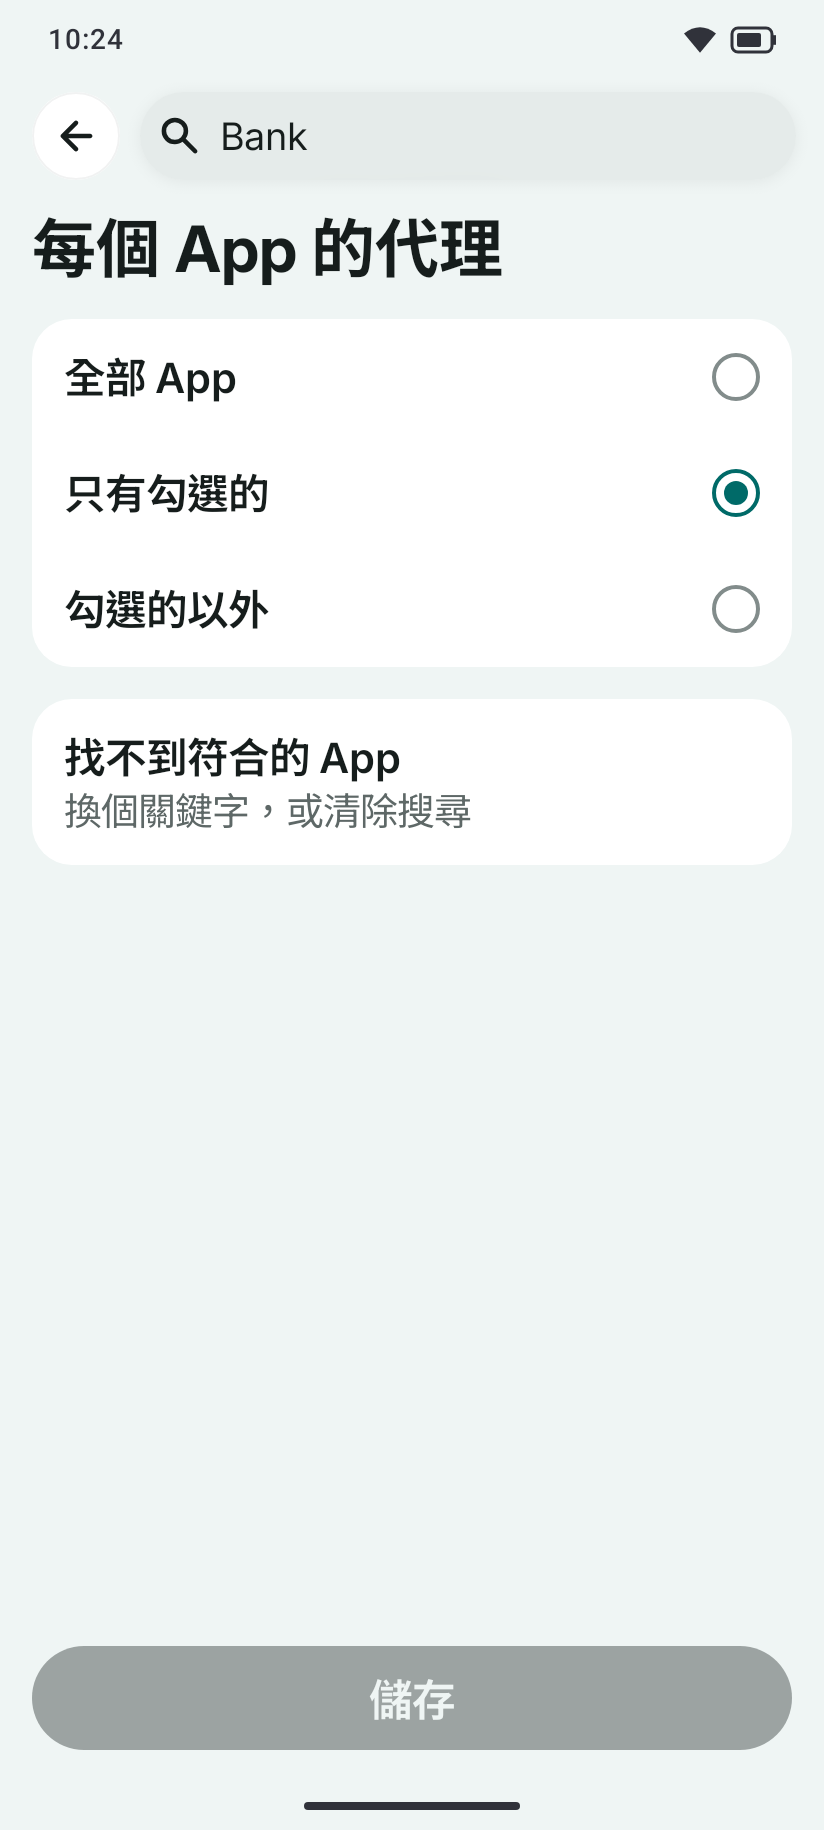 10:24
Bank
每個 App 的代理
全部 App
只有勾選的
勾選的以外
找不到符合的 App
換個關鍵字，或清除搜尋
儲存